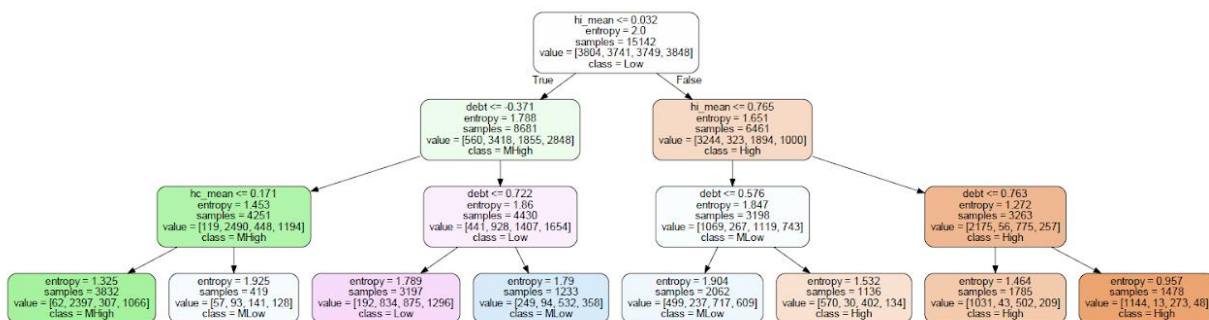 hi_mean <= 0.032
entropy = 2.0
samples = 15142
value = [3804, 3741, 3749, 3848]
class = Low
True
False
debt <= -0.371
entropy = 1.788
samples = 8681
value = [560, 3418, 1855, 2848]
class = MHigh
hi_mean <= 0.765
entropy = 1.651
samples = 6461
value = [3244, 323, 1894, 1000]
class = High
hc_mean <= 0.171
entropy = 1.453
samples = 4251
value = [119, 2490, 448, 1194]
class = MHigh
debt <= 0.722
entropy = 1.86
samples = 4430
value = [441, 928, 1407, 1654]
class = Low
debt <= 0.576
entropy = 1.847
samples = 3198
value = [1069, 267, 1119, 743]
class = MLow
debt <= 0.763
entropy = 1.272
samples = 3263
value = [2175, 56, 775, 257]
class = High
entropy = 1.325
samples = 3832
value = [62, 2397, 307, 1066]
class = MHigh
entropy = 1.925
samples = 419
value = [57, 93, 141, 128]
class = MLow
entropy = 1.789
samples = 3197
value = [192, 834, 875, 1296]
class = Low
entropy = 1.79
samples = 1233
value = [249, 94, 532, 358]
class = MLow
entropy = 1.904
samples = 2062
value = [499, 237, 717, 609]
class = MLow
entropy = 1.532
samples = 1136
value = [570, 30, 402, 134]
class = High
entropy = 1.464
samples = 1785
value = [1031, 43, 502, 209]
class = High
entropy = 0.957
samples = 1478
value = [1144, 13, 273, 48]
class = High